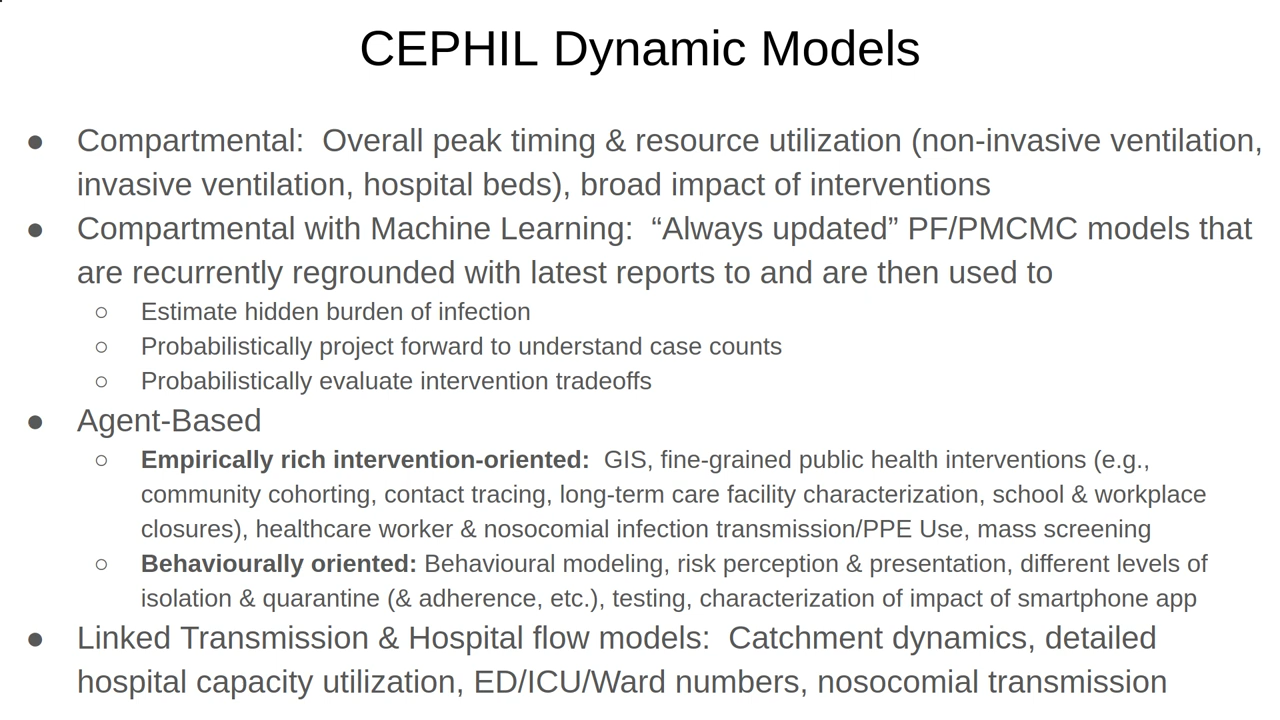 CEPHIL Dynamic Models
● Compartmental: Overall peak timing & resource utilization (non-invasive ventilation,
invasive ventilation, hospital beds), broad impact of interventions
● Compartmental with Machine Learning: “Always updated” PF/PMCMC models that
are recurrently regrounded with latest reports to and are then used to
○ Estimate hidden burden of infection
○ Probabilistically project forward to understand case counts
○ Probabilistically evaluate intervention tradeoffs
● Agent-Based
○ Empirically rich intervention-oriented: GIS, fine-grained public health interventions (e.g.,
community cohorting, contact tracing, long-term care facility characterization, school & workplace
closures), healthcare worker & nosocomial infection transmission/PPE Use, mass screening
○ Behaviourally oriented: Behavioural modeling, risk perception & presentation, different levels of
isolation & quarantine (& adherence, etc.), testing, characterization of impact of smartphone app
● Linked Transmission & Hospital flow models: Catchment dynamics, detailed
hospital capacity utilization, ED/ICU/Ward numbers, nosocomial transmission